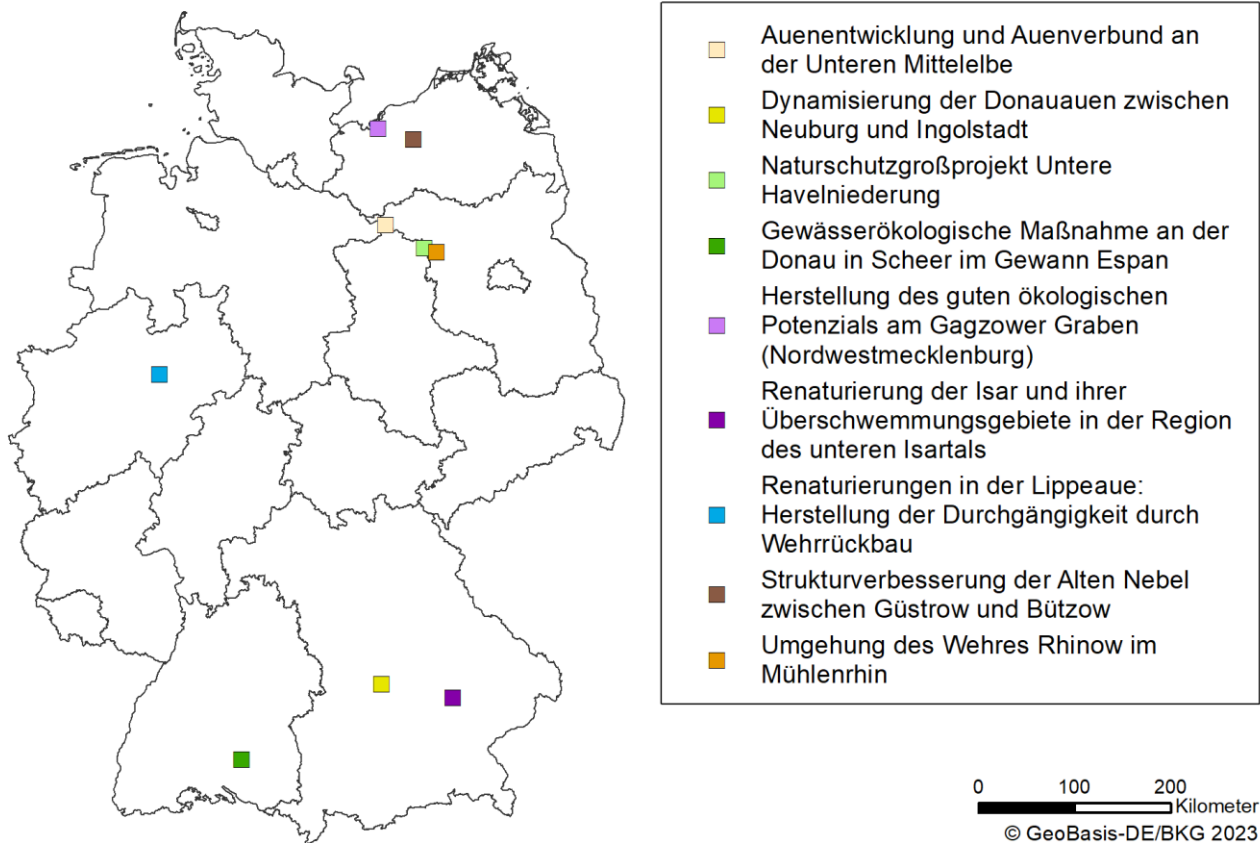 Auenentwicklung und Auenverbund an
der Unteren Mittelelbe
Dynamisierung der Donauauen zwischen
Neuburg und Ingolstadt
Naturschutzgroßprojekt Untere
Havelniederung
Gewässerökologische Maßnahme an der
Donau in Scheer im Gewann Espan
Herstellung des guten ökologischen
Potenzials am Gagzower Graben
(Nordwestmecklenburg)
Renaturierung der Isar und ihrer
Überschwemmungsgebiete in der Region
des unteren Isartals
Renaturierungen in der Lippeaue:
Herstellung der Durchgängigkeit durch
Wehrrückbau
Strukturverbesserung der Alten Nebel
zwischen Güstrow und Bützow
Umgehung des Wehres Rhinow im
Mühlenrhin
0 100 200
Kilometer
© GeoBasis-DE/BKG 2023